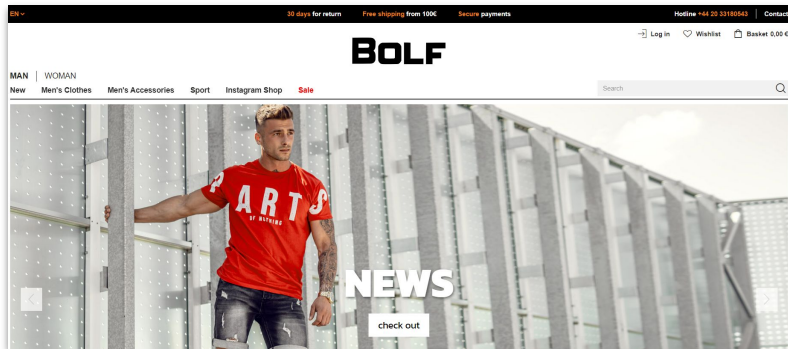 EN
30 days for return
Free shipping from 100€
Secure payments
Hotline +44 20 33180543
Contact
Log in
Wishlist
Basket 0,00 €
BOLF
MAN
WOMAN
New
Men's Clothes
Men's Accessories
Sport
Instagram Shop
Sale
Search
PARTS
OF NOTHING
NEWS
check out